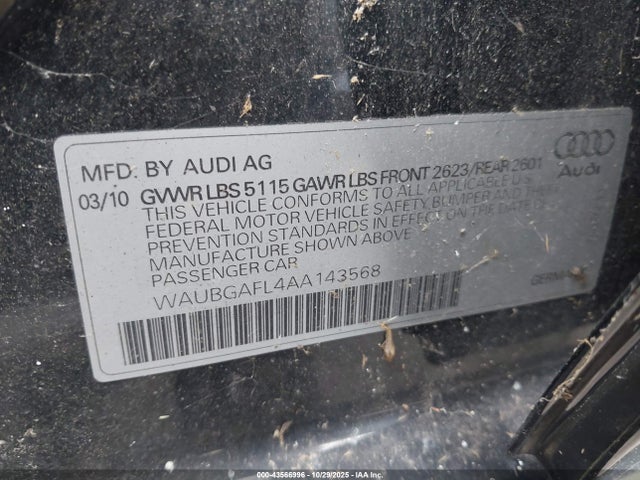 MFD. BY AUDI AG
03/10 GVWR LBS 5115 GAWR LBS FRONT 2623/REAR 2601
THIS VEHICLE CONFORMS TO ALL APPLICABLE U.S.
FEDERAL MOTOR VEHICLE SAFETY BUMPER AND THEFT
PREVENTION STANDARDS IN EFFECT ON THE DATE OF
MANUFACTURE SHOWN ABOVE
PASSENGER CAR
WAUBGAFL4AA143568
Audi
000-43566996 - 10/29/2025 - IAA Inc.